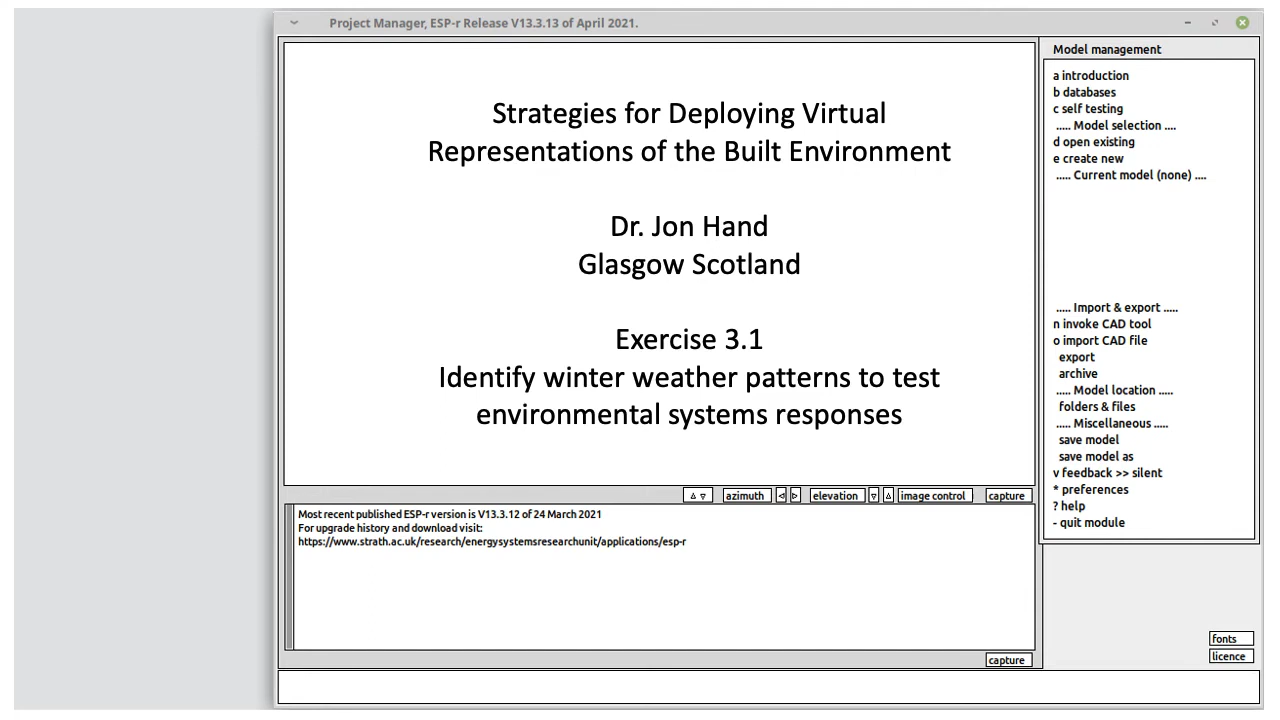 Project Manager, ESP-r Release V13.3.13 of April 2021.
Strategies for Deploying Virtual
Representations of the Built Environment
Dr. Jon Hand
Glasgow Scotland
Exercise 3.1
Identify winter weather patterns to test
environmental systems responses
azimuth
elevation
image control
capture
Most recent published ESP-r version is V13.3.12 of 24 March 2021
For upgrade history and download visit:
https://www.strath.ac.uk/research/energysystemsresearchunit/applications/esp-r
capture
Model management
a introduction
b databases
c self testing
..... Model selection ....
d open existing
e create new
..... Current model (none) ....
..... Import & export .....
n invoke CAD tool
o import CAD file
export
archive
..... Model location .....
folders & files
..... Miscellaneous .....
save model
save model as
v feedback >> silent
* preferences
? help
- quit module
fonts
licence